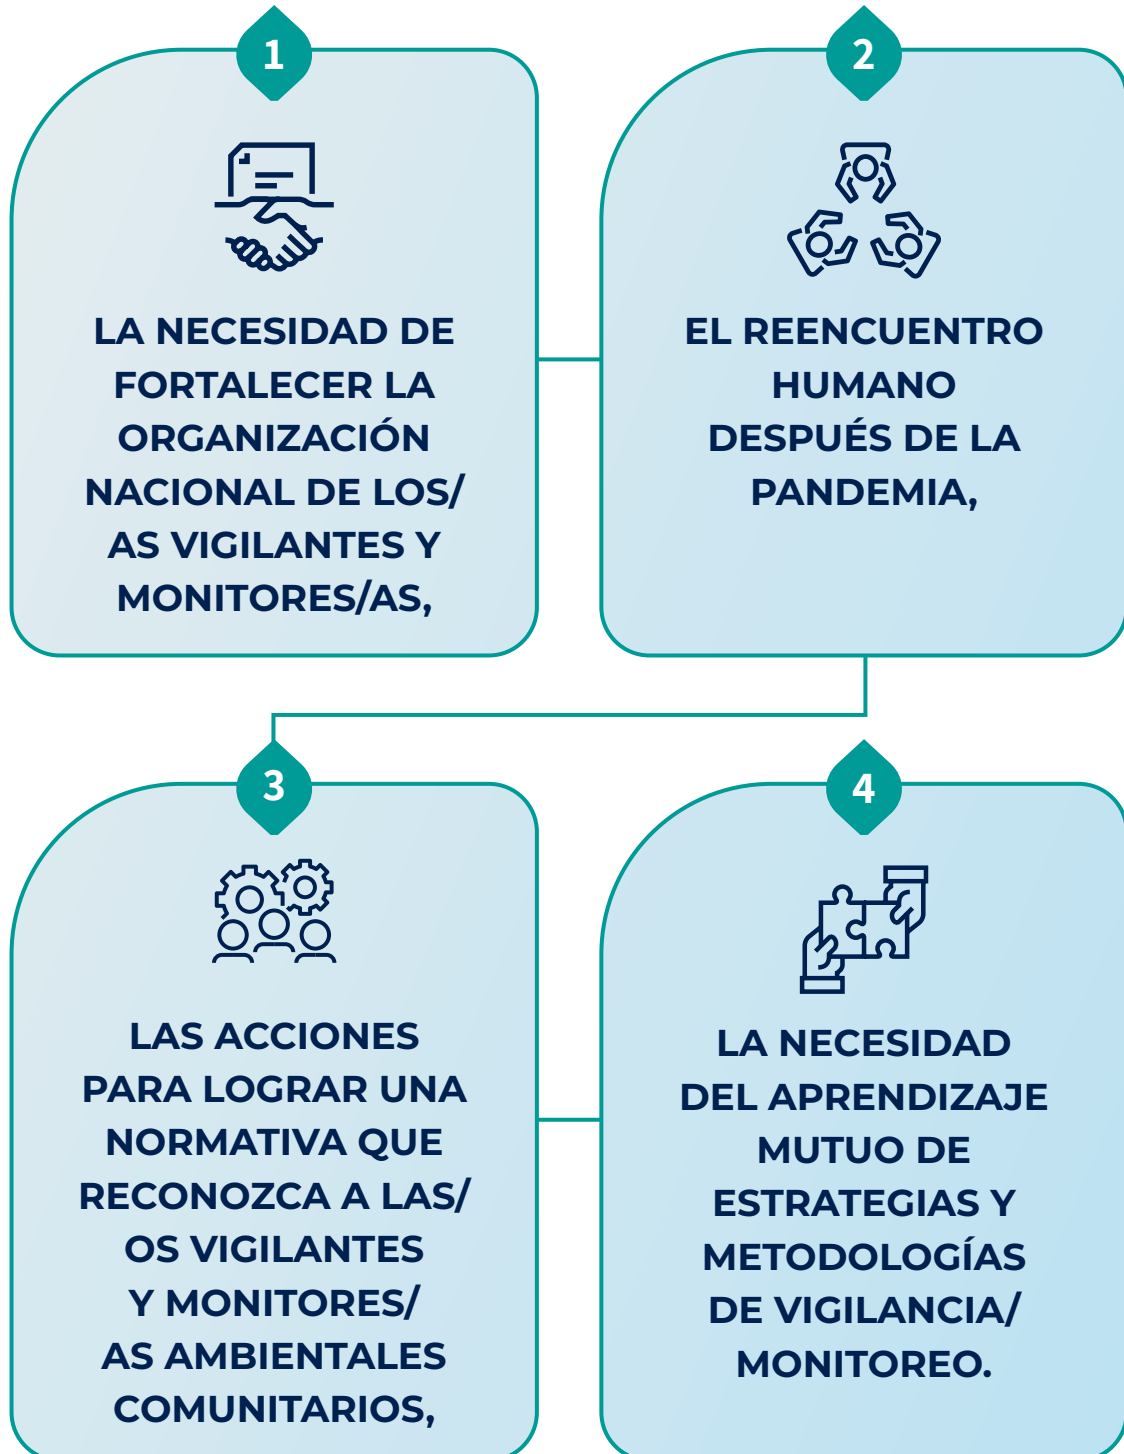 1
LA NECESIDAD DE
FORTALECER LA
ORGANIZACIÓN
NACIONAL DE LOS/
AS VIGILANTES Y
MONITORES/AS,
2
EL REENCUENTRO
HUMANO
DESPUÉS DE LA
PANDEMIA,
3
LAS ACCIONES
PARA LOGRAR UNA
NORMATIVA QUE
RECONOZCA A LAS/
OS VIGILANTES
Y MONITORES/
AS AMBIENTALES
COMUNITARIOS,
4
LA NECESIDAD
DEL APRENDIZAJE
MUTUO DE
ESTRATEGIAS Y
METODOLOGÍAS
DE VIGILANCIA/
MONITOREO.